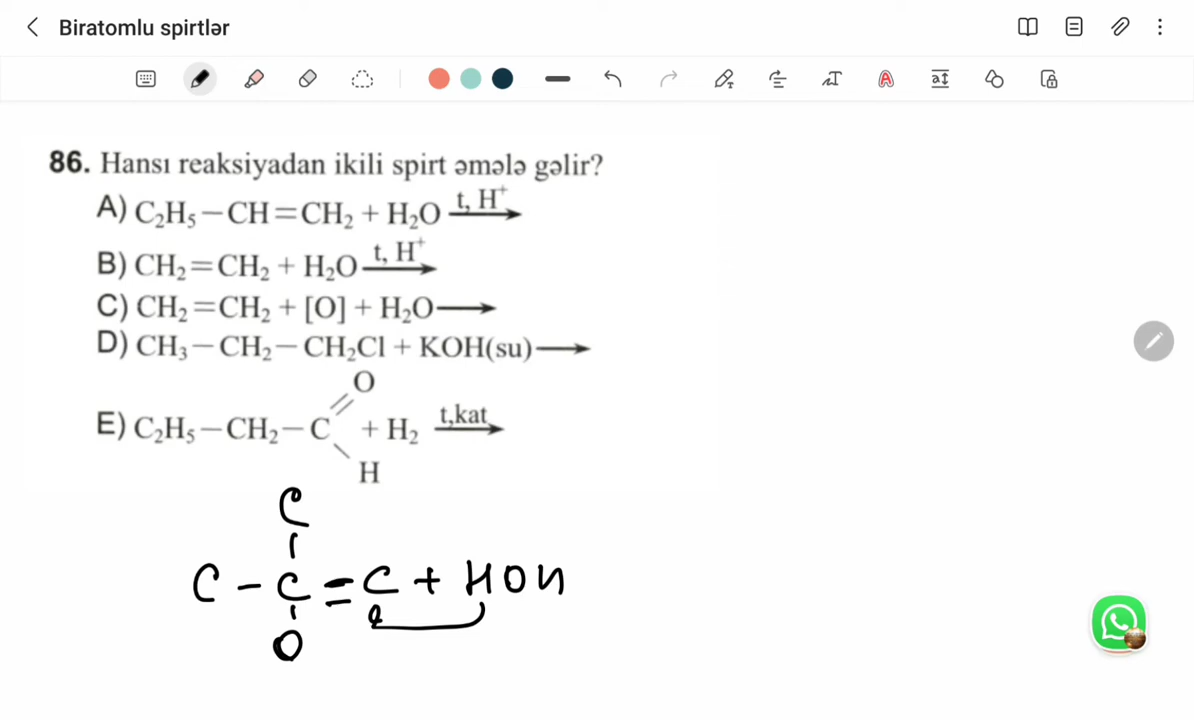 Biratomlu spirtlər
86. Hansı reaksiyadan ikili spirt əmələ gəlir?
A) C₂H₅–CH=CH₂ + H₂O t, H⁺ →
B) CH₂=CH₂ + H₂O t, H⁺ →
C) CH₂=CH₂ + [O] + H₂O →
D) CH₃–CH₂–CH₂Cl + KOH(su) →
O
E) C₂H₅–CH₂–C + H₂ t,kat →
H
C
C – C = C + HOH
O